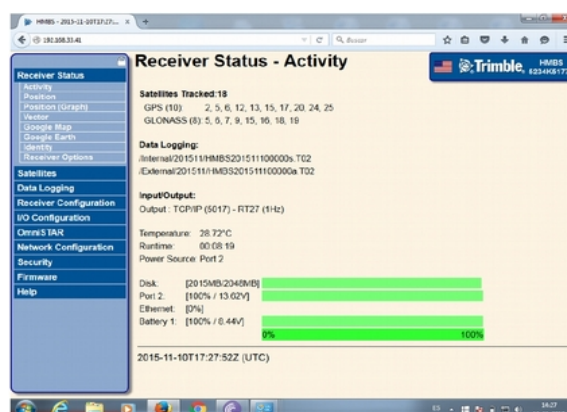 HMBS - 2015-11-10T17:27:...
192.168.33.41
Buscar
Receiver Status
Activity
Position
Position (Graph)
Vector
Google Map
Google Earth
Identity
Receiver Options
Satellites
Data Logging
Receiver Configuration
I/O Configuration
OmniSTAR
Network Configuration
Security
Firmware
Help
Receiver Status - Activity
Trimble.
HMBS
Satellites Tracked:18
GPS (10) 2, 5, 6, 12, 13, 15, 17, 20, 24, 25
GLONASS (8): 5, 6, 7, 9, 15, 16, 18, 19
Data Logging:
/Internal/201511/HMBS201511100000s.T02
/External/201511/HMBS201511100000a.T02
Input/Output:
Output : TCP/IP (5017) - RT27 (1Hz)
Temperature: 28.72°C
Runtime: 00:08:19
Power Source: Port 2
Disk: [2015MB/2048MB]
Port 2: [100% / 13.62V]
Ethernet: [0%]
Battery 1: [100% / 8.44V]
0% 100%
2015-11-10T17:27:52Z (UTC)
ES
14:27